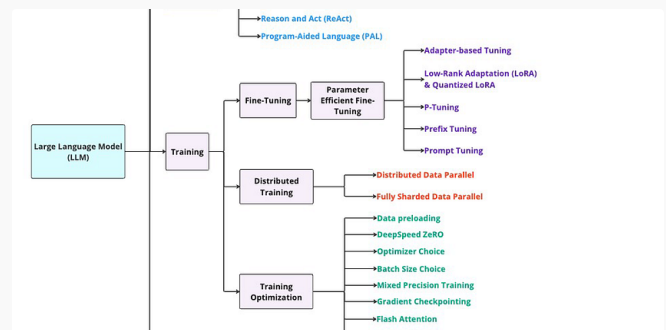 Reason and Act (ReAct)
Program-Aided Language (PAL)
Adapter-based Tuning
Low-Rank Adaptation (LoRA)
& Quantized LoRA
Fine-Tuning
Parameter
Efficient Fine-
Tuning
P-Tuning
Prefix Tuning
Prompt Tuning
Large Language Model
(LLM)
Training
Distributed
Training
Distributed Data Parallel
Fully Sharded Data Parallel
Data preloading
DeepSpeed ZeRO
Optimizer Choice
Batch Size Choice
Mixed Precision Training
Gradient Checkpointing
Flash Attention
Training
Optimization